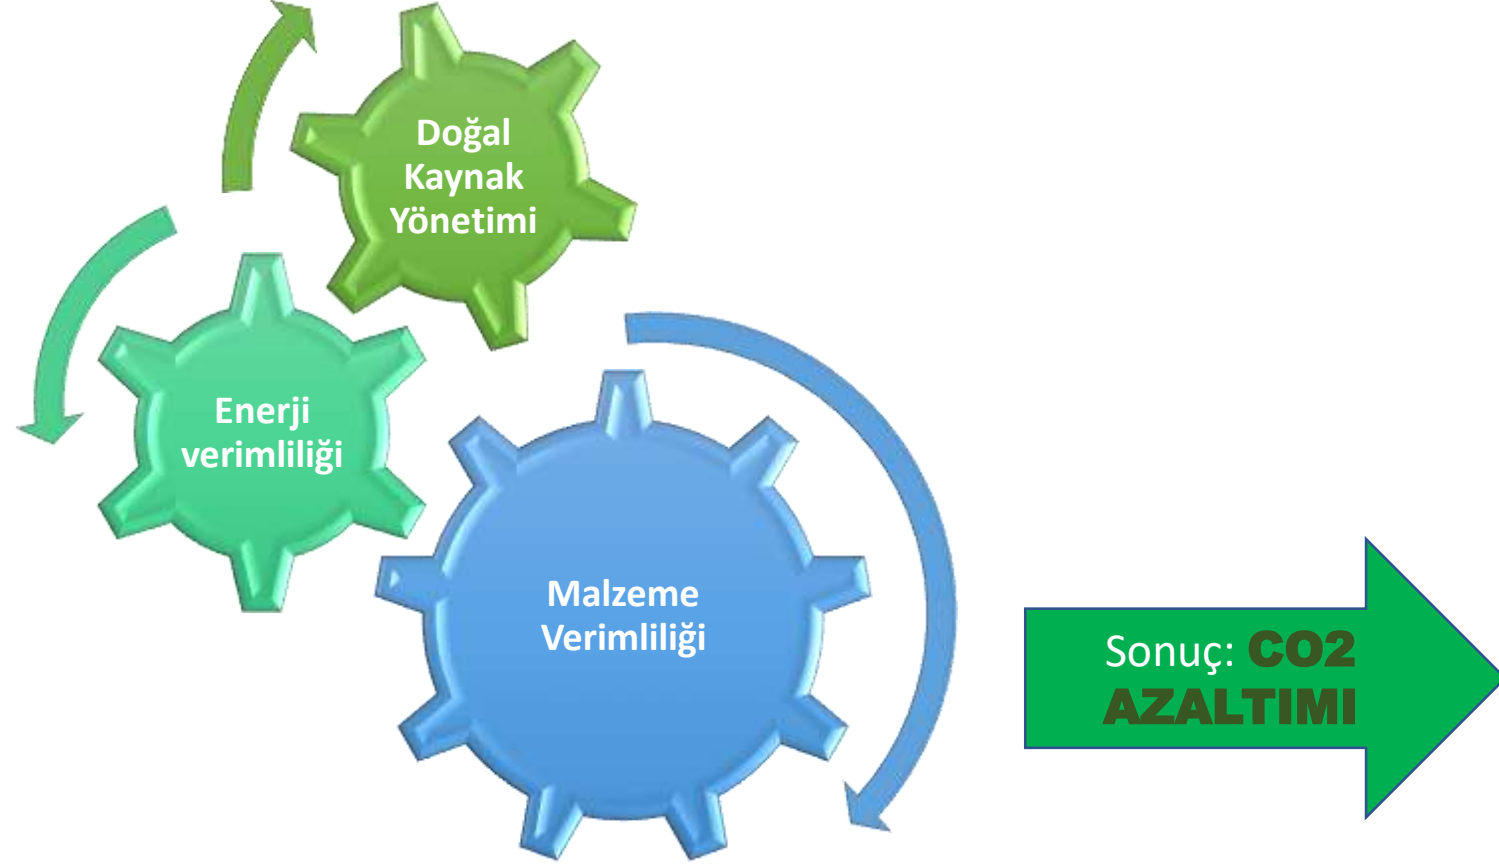 Doğal
Kaynak
Yönetimi
Enerji
verimliliği
Malzeme
Verimliliği
Sonuç: CO2
AZALTIMI